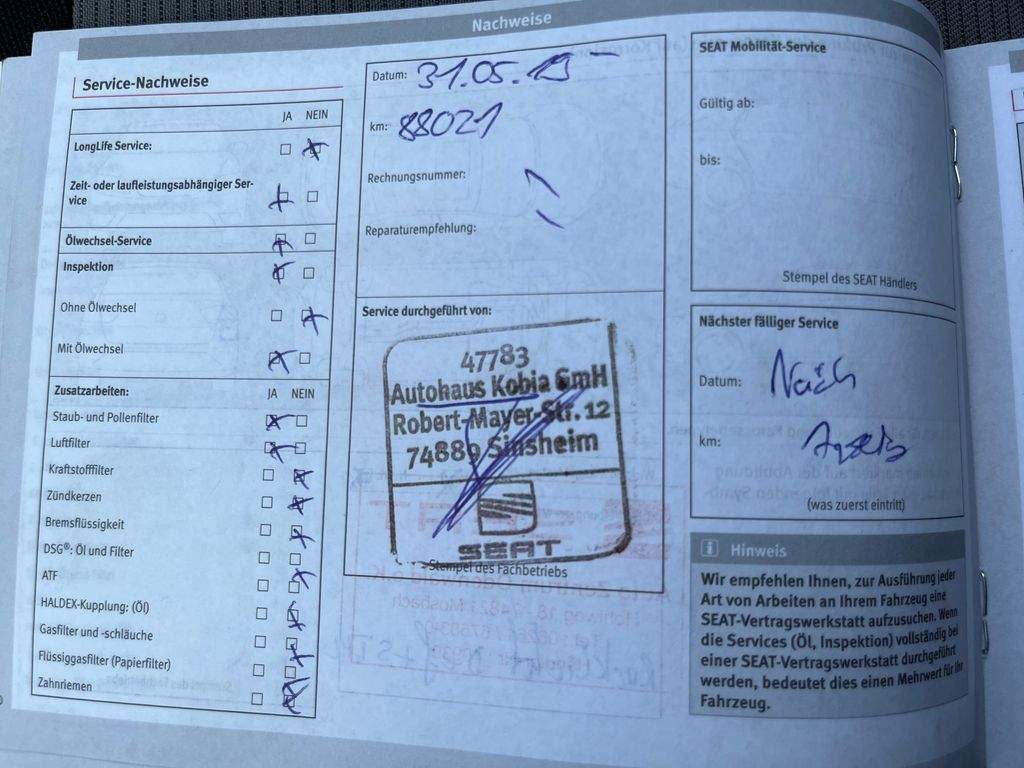 Nachweise
Service-Nachweise
JA NEIN
LongLife Service:
Zeit- oder laufleistungsabhängiger Ser-
vice
Ölwechsel-Service
Inspektion
Ohne Ölwechsel
Mit Ölwechsel
Zusatzarbeiten: JA NEIN
Staub- und Pollenfilter
Luftfilter
Kraftstofffilter
Zündkerzen
Bremsflüssigkeit
DSG®: Öl und Filter
ATF
HALDEX-Kupplung: (Öl)
Gasfilter und -schläuche
Flüssiggasfilter (Papierfilter)
Zahnriemen
Datum: 31.05.19
km: 88021
Rechnungsnummer:
Reparaturempfehlung:
Service durchgeführt von:
47783
Autohaus Kobia GmH
Robert-Mayer-Str. 12
74889 Sinsheim
SEAT
Stempel des Fachbetriebs
SEAT Mobilität-Service
Gültig ab:
bis:
Stempel des SEAT Händlers
Nächster fälliger Service
Datum: Nach
km:
(was zuerst eintritt)
Hinweis
Wir empfehlen Ihnen, zur Ausführung jeder
Art von Arbeiten an Ihrem Fahrzeug eine
SEAT-Vertragswerkstatt aufzusuchen. Wenn
die Services (Öl, Inspektion) vollständig bei
einer SEAT-Vertragswerkstatt durchgeführt
werden, bedeutet dies einen Mehrwert für Ihr
Fahrzeug.